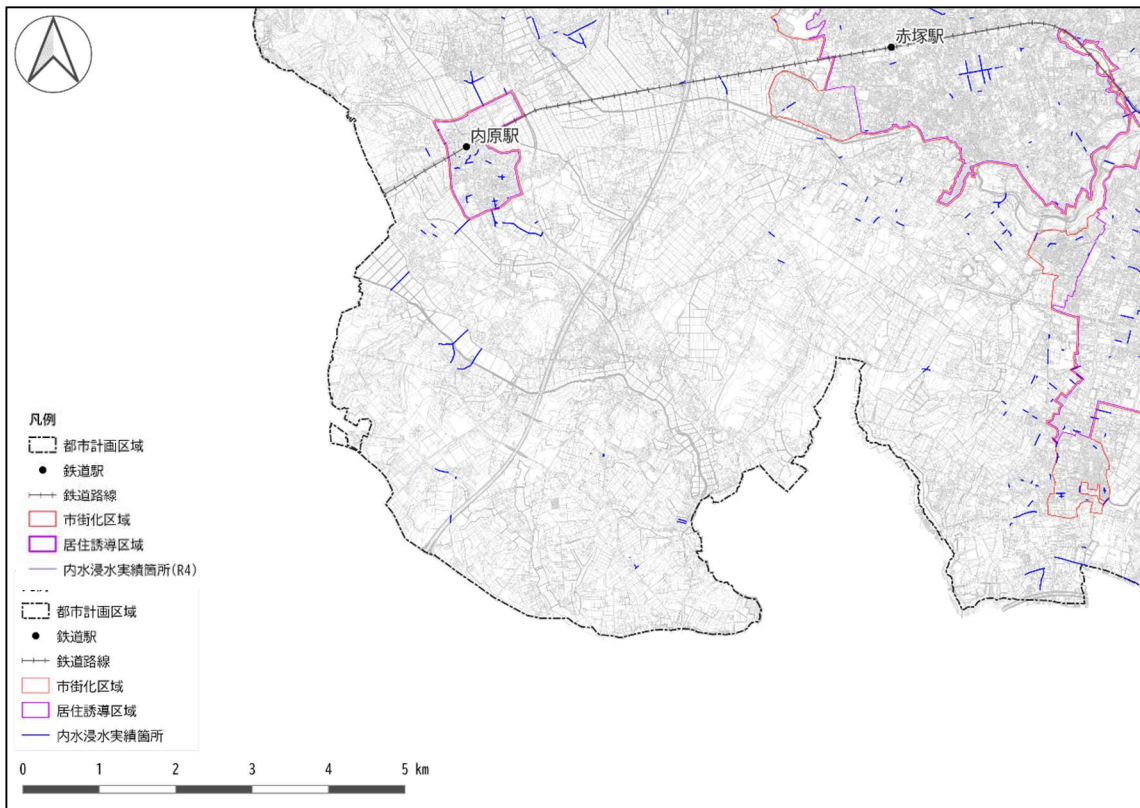 赤塚駅
内原駅
凡例
都市計画区域
鉄道駅
鉄道路線
市街化区域
居住誘導区域
内水浸水実績箇所(R4)
都市計画区域
鉄道駅
鉄道路線
市街化区域
居住誘導区域
内水浸水実績箇所
0 1 2 3 4 5 km